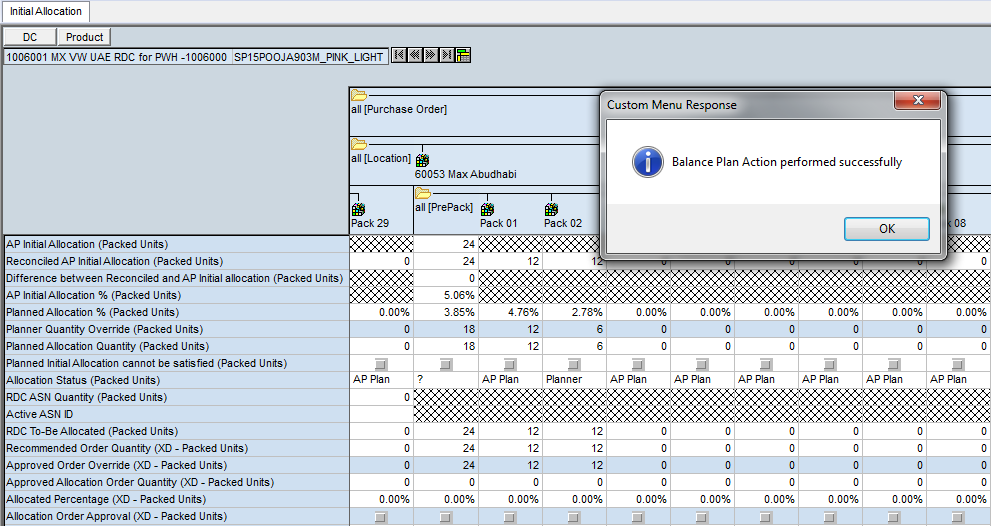 Initial Allocation
DC Product
1006001 MX VW UAE RDC for PWH -1006000 SP15POOJA903M_PINK_LIGHT
Custom Menu Response
Balance Plan Action performed successfully
OK
all [Purchase Order]
all [Location]
60053 Max Abudhabi
all [PrePack]
Pack 29 Pack 01 Pack 02 08
AP Initial Allocation (Packed Units) 24
Reconciled AP Initial Allocation (Packed Units) 0 24 12 12 0 0 0 0 0 0
Difference between Reconciled and AP Initial allocation (Packed Units) 0
AP Initial Allocation % (Packed Units) 5.06%
Planned Allocation % (Packed Units) 0.00% 3.85% 4.76% 2.78% 0.00% 0.00% 0.00% 0.00% 0.00% 0.00%
Planner Quantity Override (Packed Units) 0 18 12 6 0 0 0 0 0 0
Planned Allocation Quantity (Packed Units) 0 18 12 6 0 0 0 0 0 0
Planned Initial Allocation cannot be satisfied (Packed Units)
Allocation Status (Packed Units) AP Plan ? AP Plan Planner AP Plan AP Plan AP Plan AP Plan AP Plan AP Plan
RDC ASN Quantity (Packed Units) 0
Active ASN ID
RDC To-Be Allocated (Packed Units) 0 24 12 12 0 0 0 0 0 0
Recommended Order Quantity (XD - Packed Units) 0 24 12 12 0 0 0 0 0 0
Approved Order Override (XD - Packed Units) 0 24 12 12 0 0 0 0 0 0
Approved Allocation Order Quantity (XD - Packed Units) 0 0 0 0 0 0 0 0 0 0
Allocated Percentage (XD - Packed Units) 0.00% 0.00% 0.00% 0.00% 0.00% 0.00% 0.00% 0.00% 0.00% 0.00%
Allocation Order Approval (XD - Packed Units)